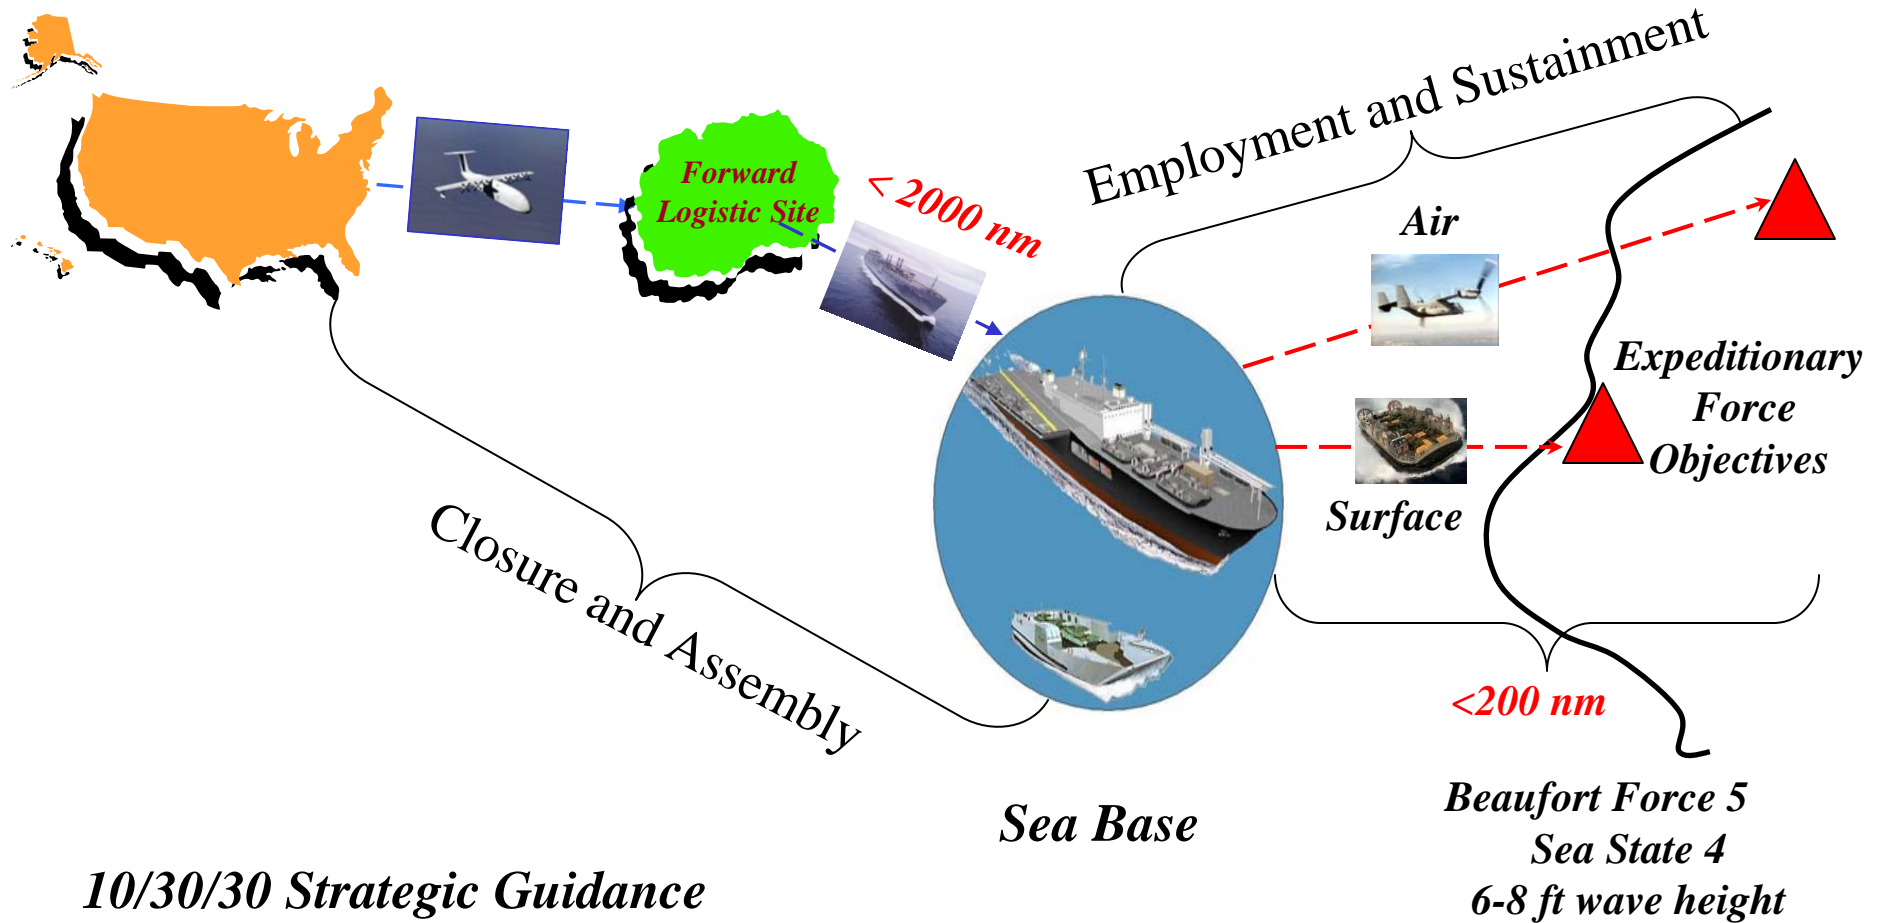 Employment and Sustainment
Forward
Logistic Site
< 2000 nm
Air
Expeditionary
Force
Objectives
Surface
Closure and Assembly
<200 nm
Sea Base
Beaufort Force 5
Sea State 4
6-8 ft wave height
10/30/30 Strategic Guidance